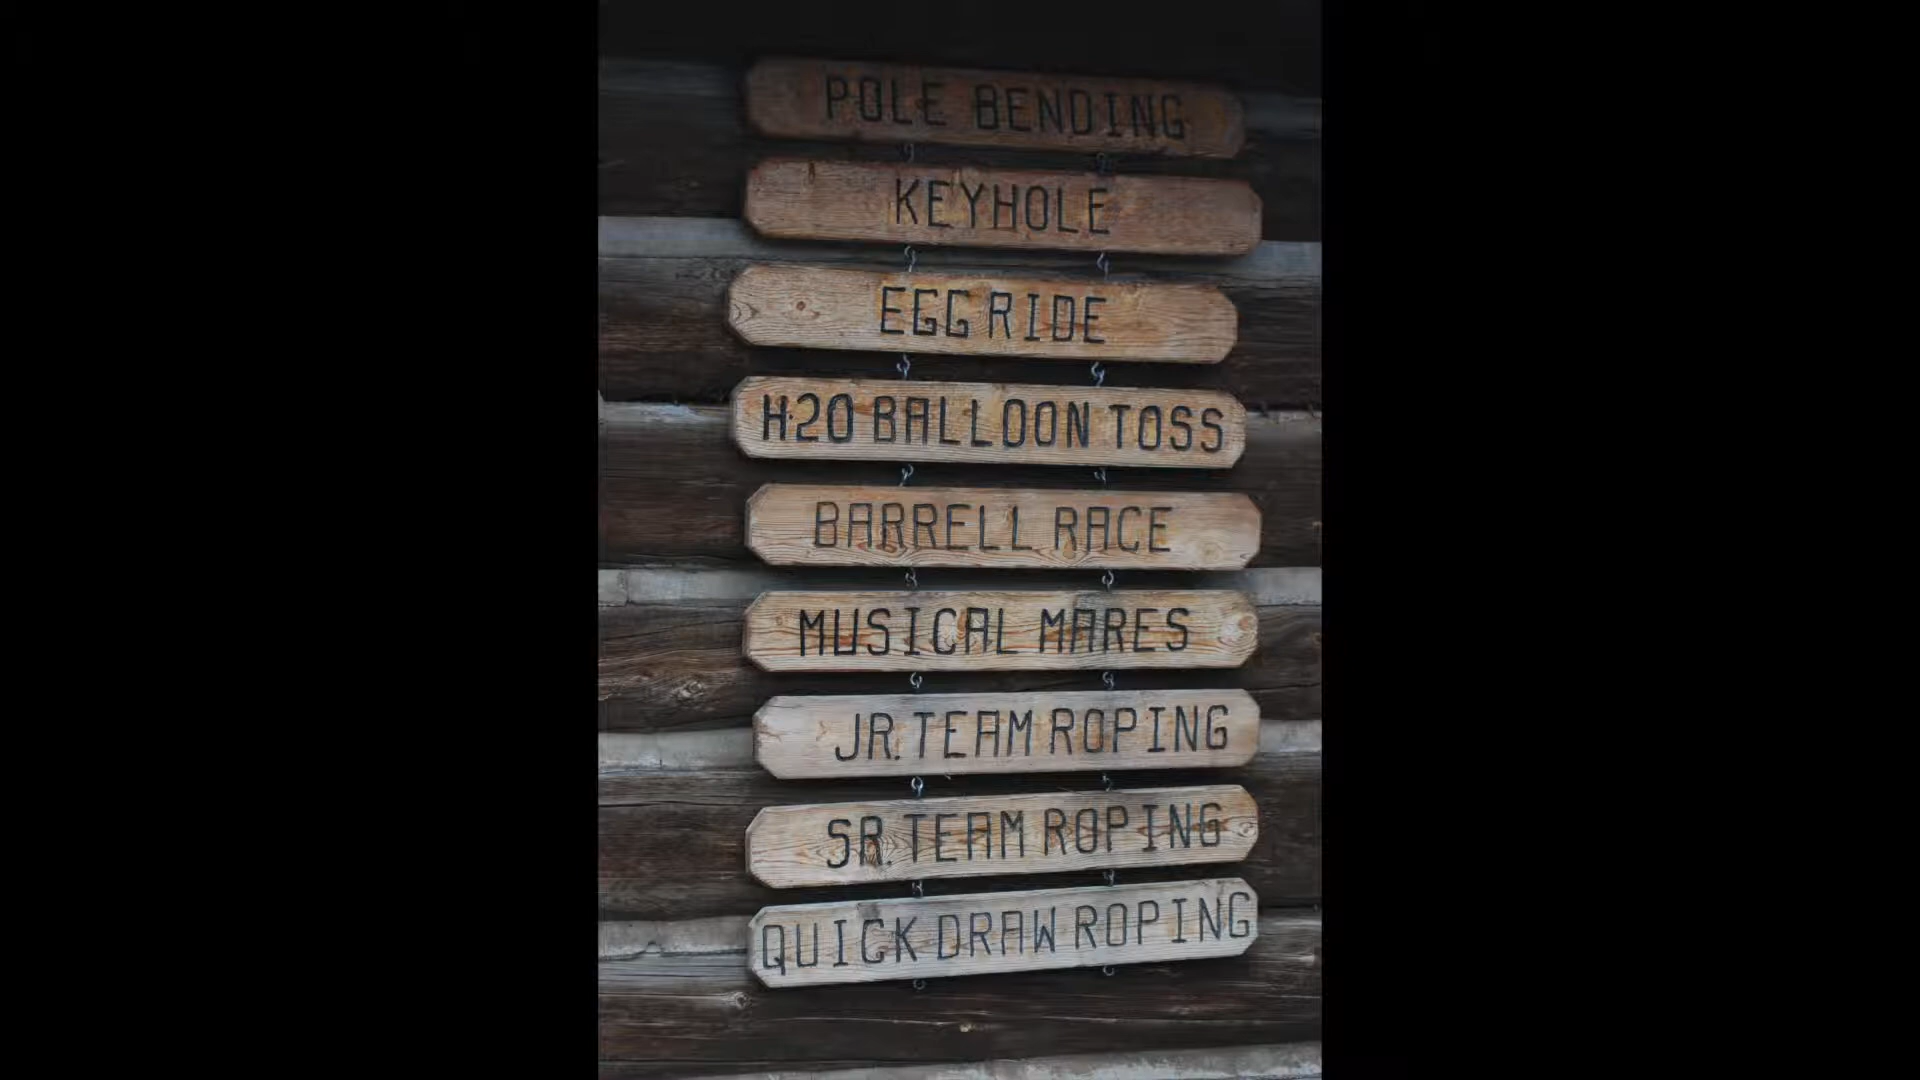 POLE BENDING
KEYHOLE
EGG RIDE
H20 BALLOON TOSS
BARRELL RACE
MUSICAL MARES
JR. TEAM ROPING
SR. TEAM ROPING
QUICK DRAW ROPING